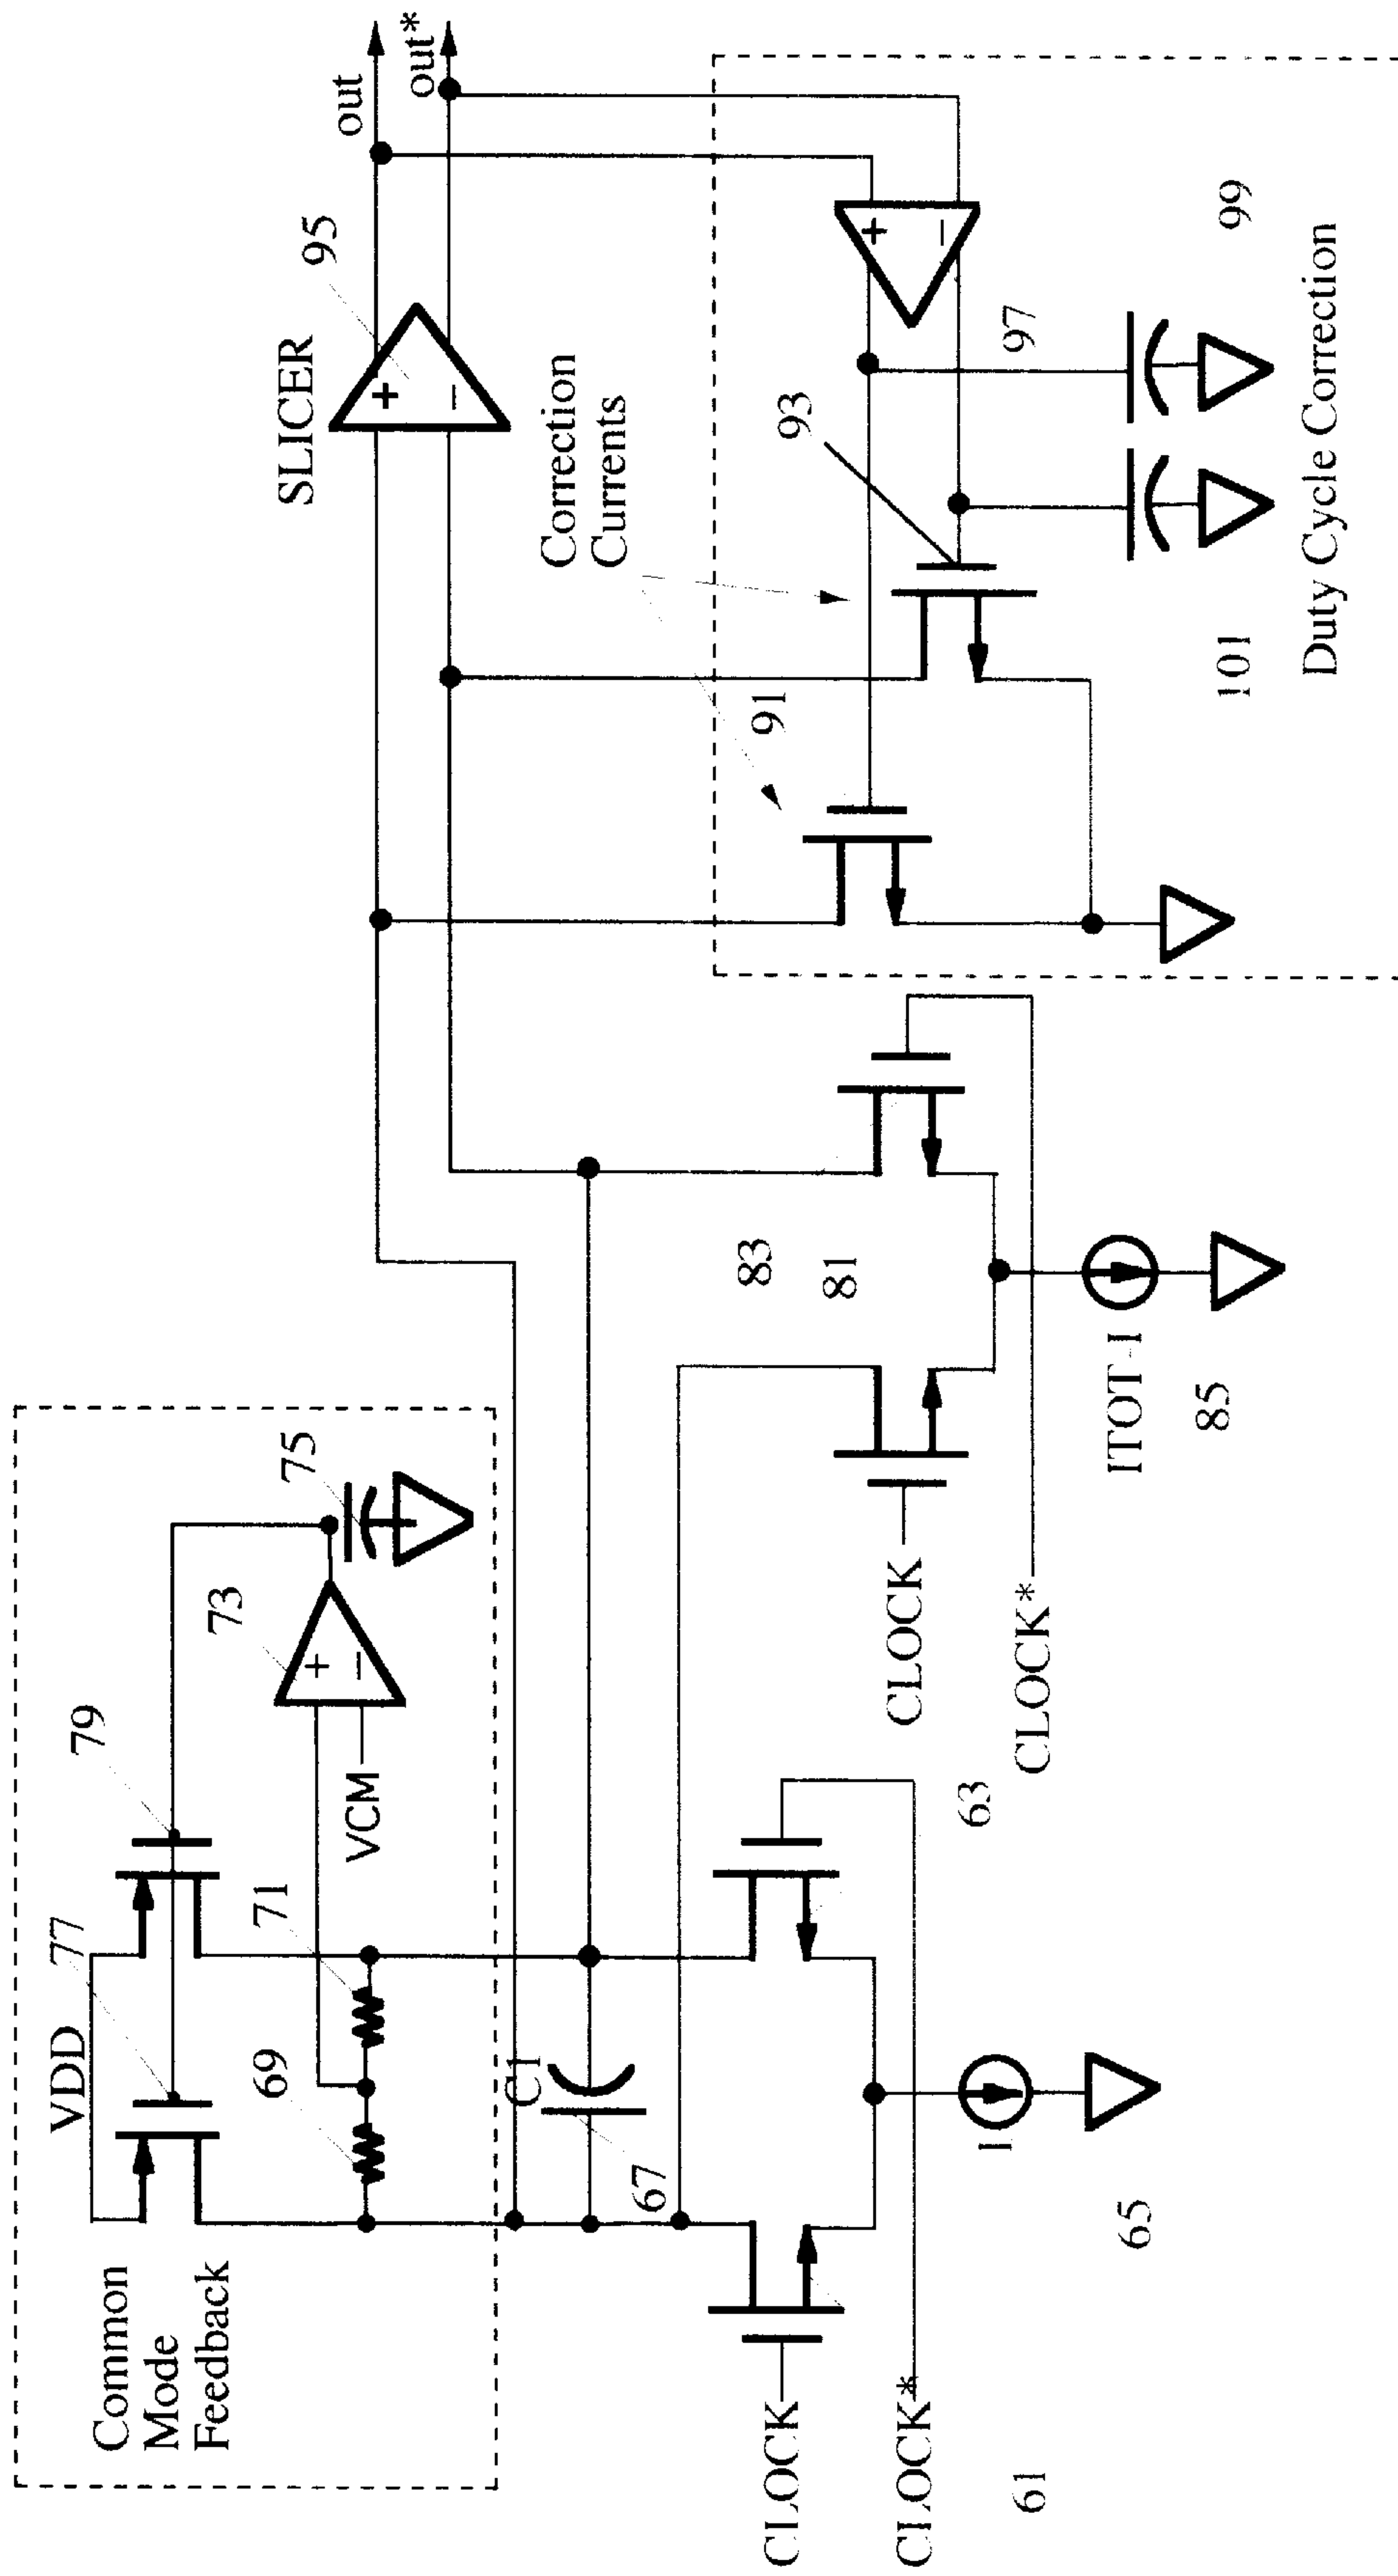 Common
Mode
Feedback
VDD
77
79
69
71
73
75
VCM
+
−
C1
67
CLOCK
CLOCK*
61
63
I
65
CLOCK
CLOCK*
83
81
ITOT-I
85
SLICER
95
+
−
out
out*
Correction
Currents
91
93
97
+
−
99
101
Duty Cycle Correction